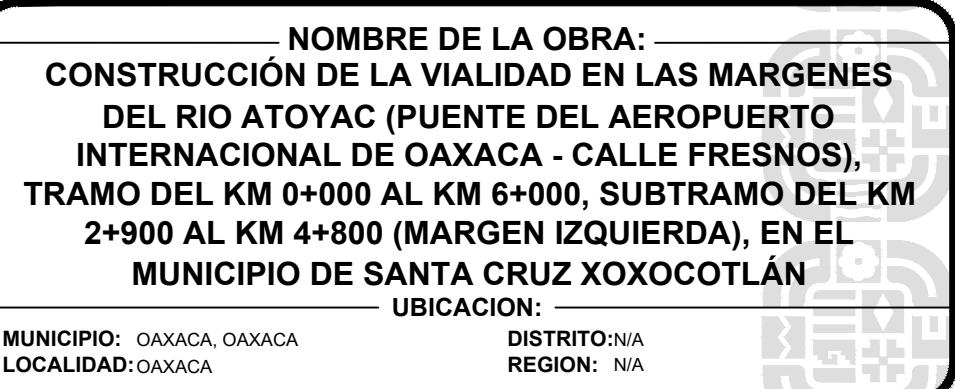 NOMBRE DE LA OBRA:
CONSTRUCCIÓN DE LA VIALIDAD EN LAS MARGENES
DEL RIO ATOYAC (PUENTE DEL AEROPUERTO
INTERNACIONAL DE OAXACA - CALLE FRESNOS),
TRAMO DEL KM 0+000 AL KM 6+000, SUBTRAMO DEL KM
2+900 AL KM 4+800 (MARGEN IZQUIERDA), EN EL
MUNICIPIO DE SANTA CRUZ XOXOCOTLÁN
UBICACION:
MUNICIPIO: OAXACA, OAXACA DISTRITO:N/A
LOCALIDAD:OAXACA REGION: N/A